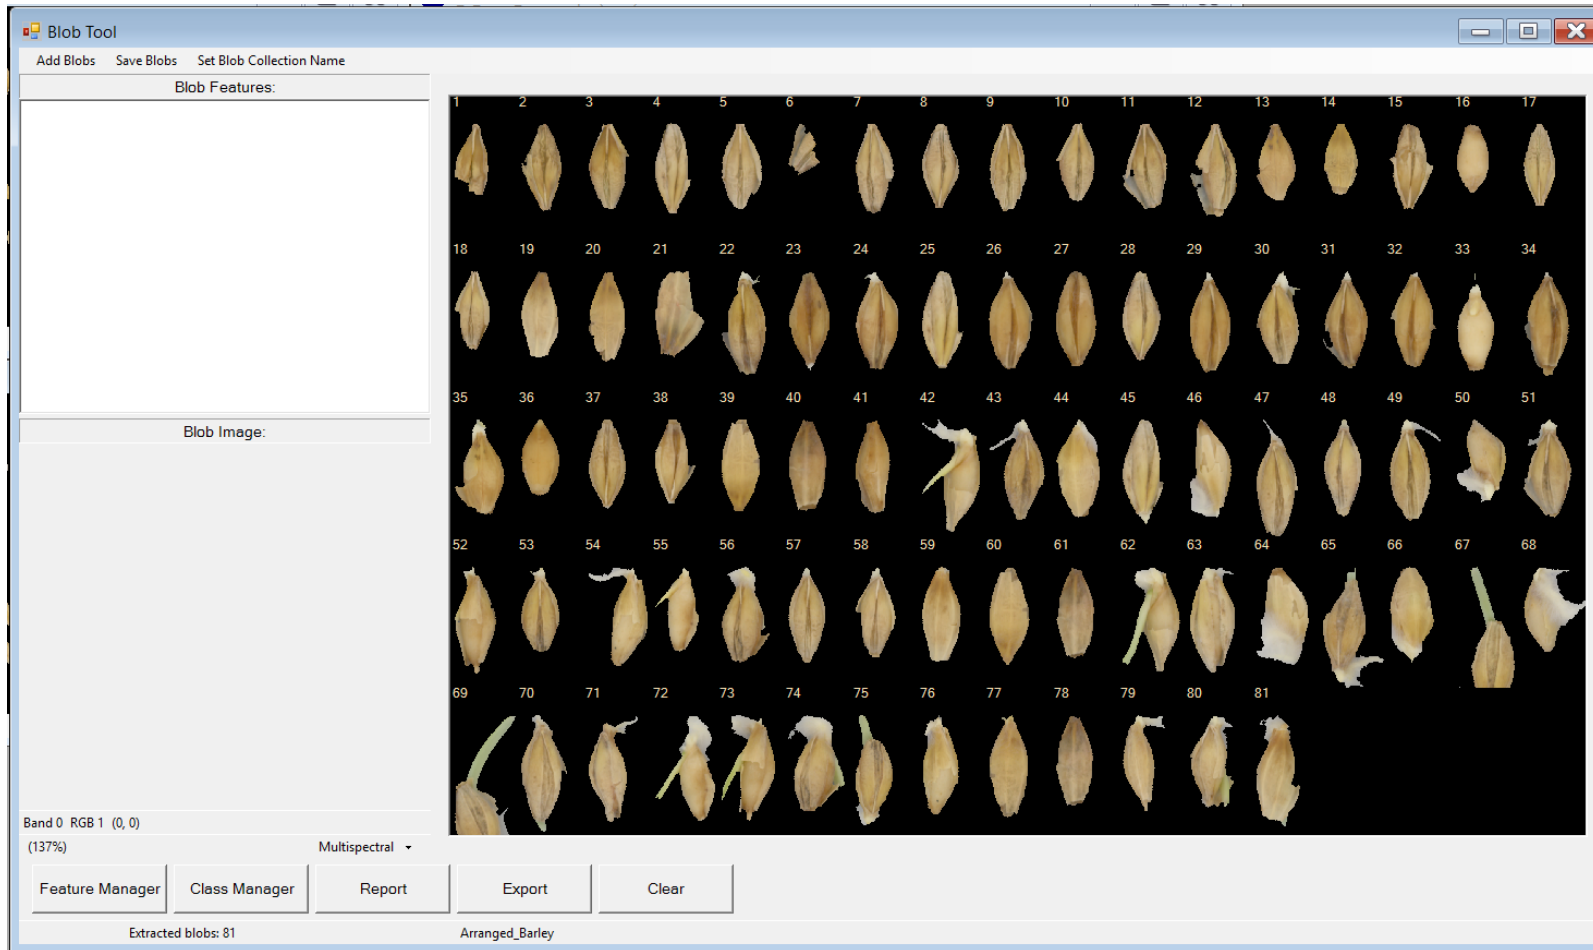 Blob Tool
Add Blobs Save Blobs Set Blob Collection Name
Blob Features:
1 2 3 4 5 6 7 8 9 10 11 12 13 14 15 16 17
18 19 20 21 22 23 24 25 26 27 28 29 30 31 32 33 34
35 36 37 38 39 40 41 42 43 44 45 46 47 48 49 50 51
Blob Image:
52 53 54 55 56 57 58 59 60 61 62 63 64 65 66 67 68
69 70 71 72 73 74 75 76 77 78 79 80 81
Band 0 RGB 1 (0, 0)
(137%) Multispectral
Feature Manager Class Manager Report Export Clear
Extracted blobs: 81 Arranged_Barley